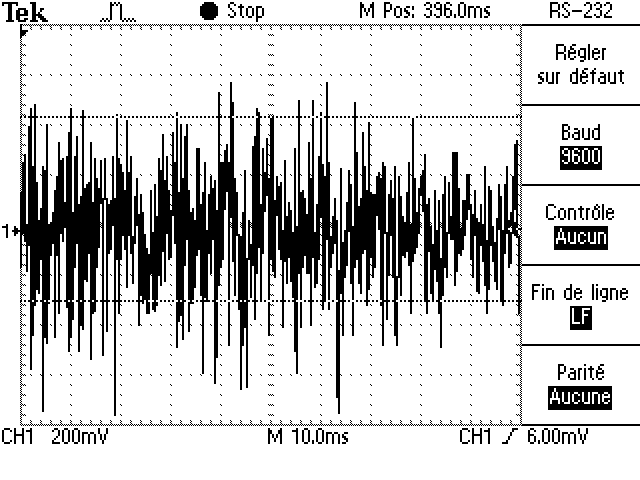 Tek Stop M Pos: 396.0ms RS-232
Régler
sur défaut
Baud
9600
Contrôle
Aucun
1
Fin de ligne
LF
Parité
Aucune
CH1 200mV M 10.0ms CH1 6.00mV